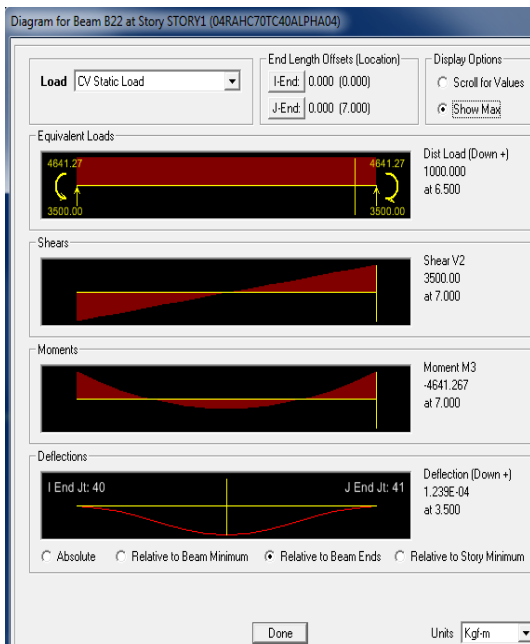 Diagram for Beam B22 at Story STORY1 (04RAHC70TC40ALPHA04)
Load CV Static Load
End Length Offsets (Location)
I-End: 0.000 (0.000)
J-End: 0.000 (7.000)
Display Options
Scroll for Values
Show Max
Equivalent Loads
4641.27 4641.27
3500.00 3500.00
Dist Load (Down +)
1000.000
at 6.500
Shears
Shear V2
3500.00
at 7.000
Moments
Moment M3
-4641.267
at 7.000
Deflections
I End Jt: 40 J End Jt: 41
Deflection (Down +)
1.239E-04
at 3.500
Absolute Relative to Beam Minimum Relative to Beam Ends Relative to Story Minimum
Done Units Kgf-m